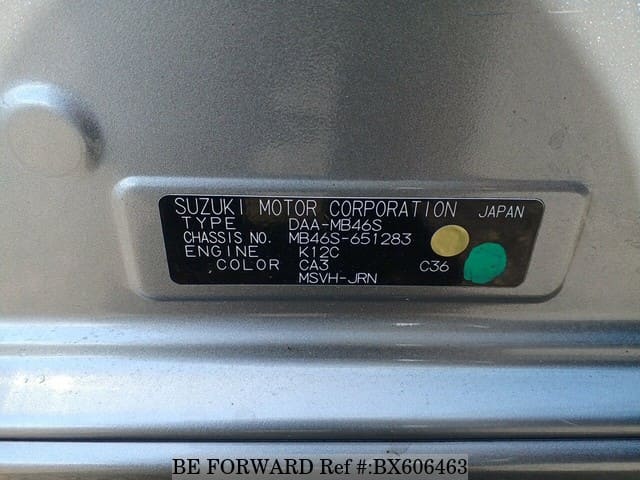 SUZUKI MOTOR CORPORATION JAPAN
TYPE DAA-MB46S
CHASSIS NO. MB46S-651283
ENGINE K12C
COLOR CA3 C36
MSVH-JRN
BE FORWARD Ref #:BX606463